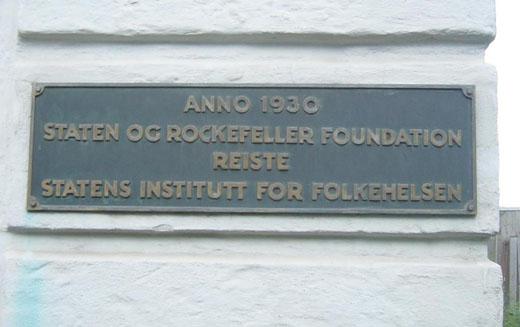 ANNO 1930
STATEN OG ROCKEFELLER FOUNDATION
REISTE
STATENS INSTITUTT FOR FOLKEHELSEN